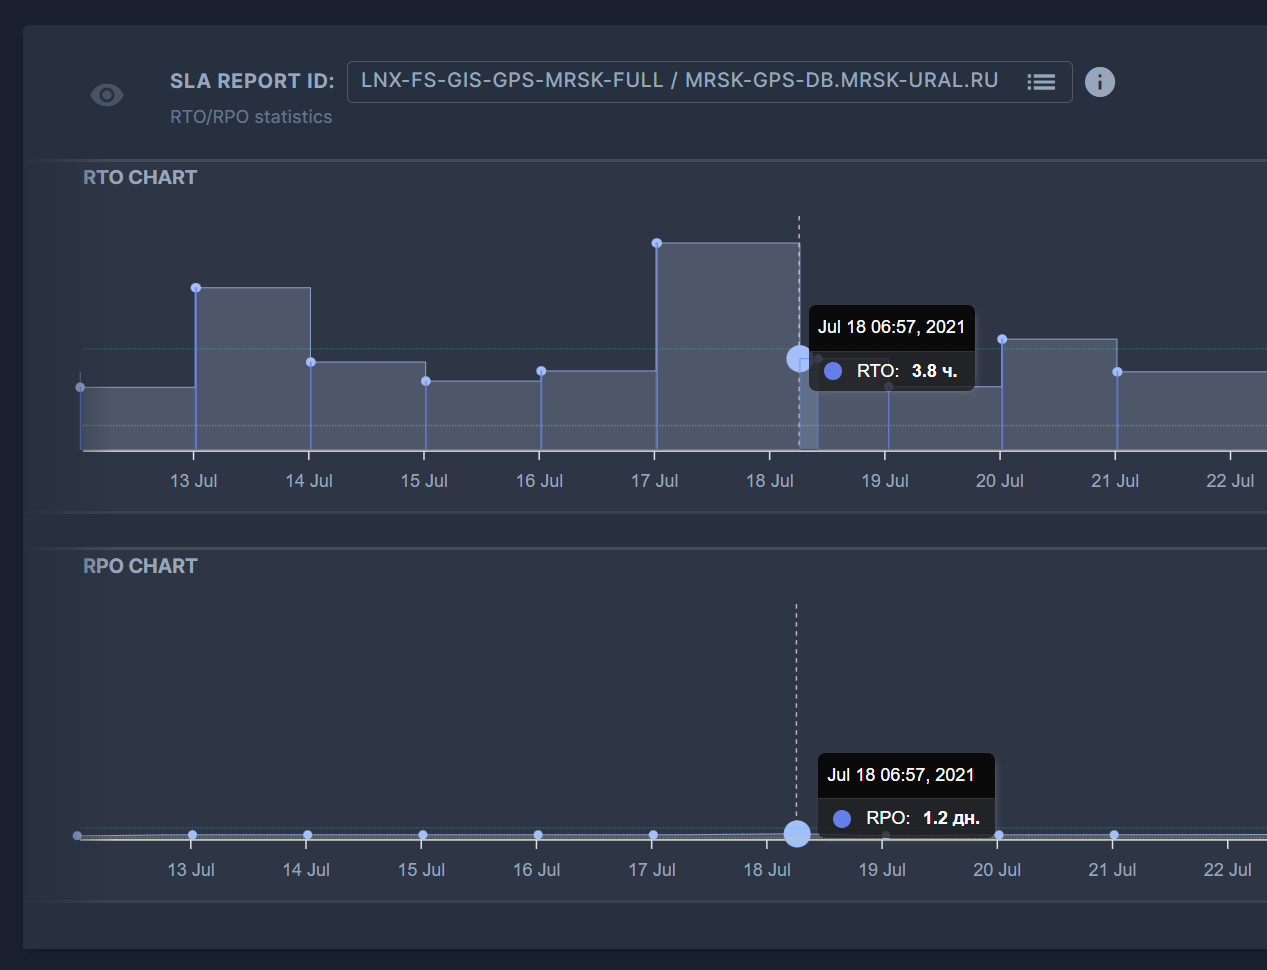 SLA REPORT ID: LNX-FS-GIS-GPS-MRSK-FULL / MRSK-GPS-DB.MRSK-URAL.RU
RTO/RPO statistics
RTO CHART
Jul 18 06:57, 2021
RTO: 3.8 ч.
13 Jul 14 Jul 15 Jul 16 Jul 17 Jul 18 Jul 19 Jul 20 Jul 21 Jul 22 Jul
RPO CHART
Jul 18 06:57, 2021
RPO: 1.2 дн.
13 Jul 14 Jul 15 Jul 16 Jul 17 Jul 18 Jul 19 Jul 20 Jul 21 Jul 22 Jul